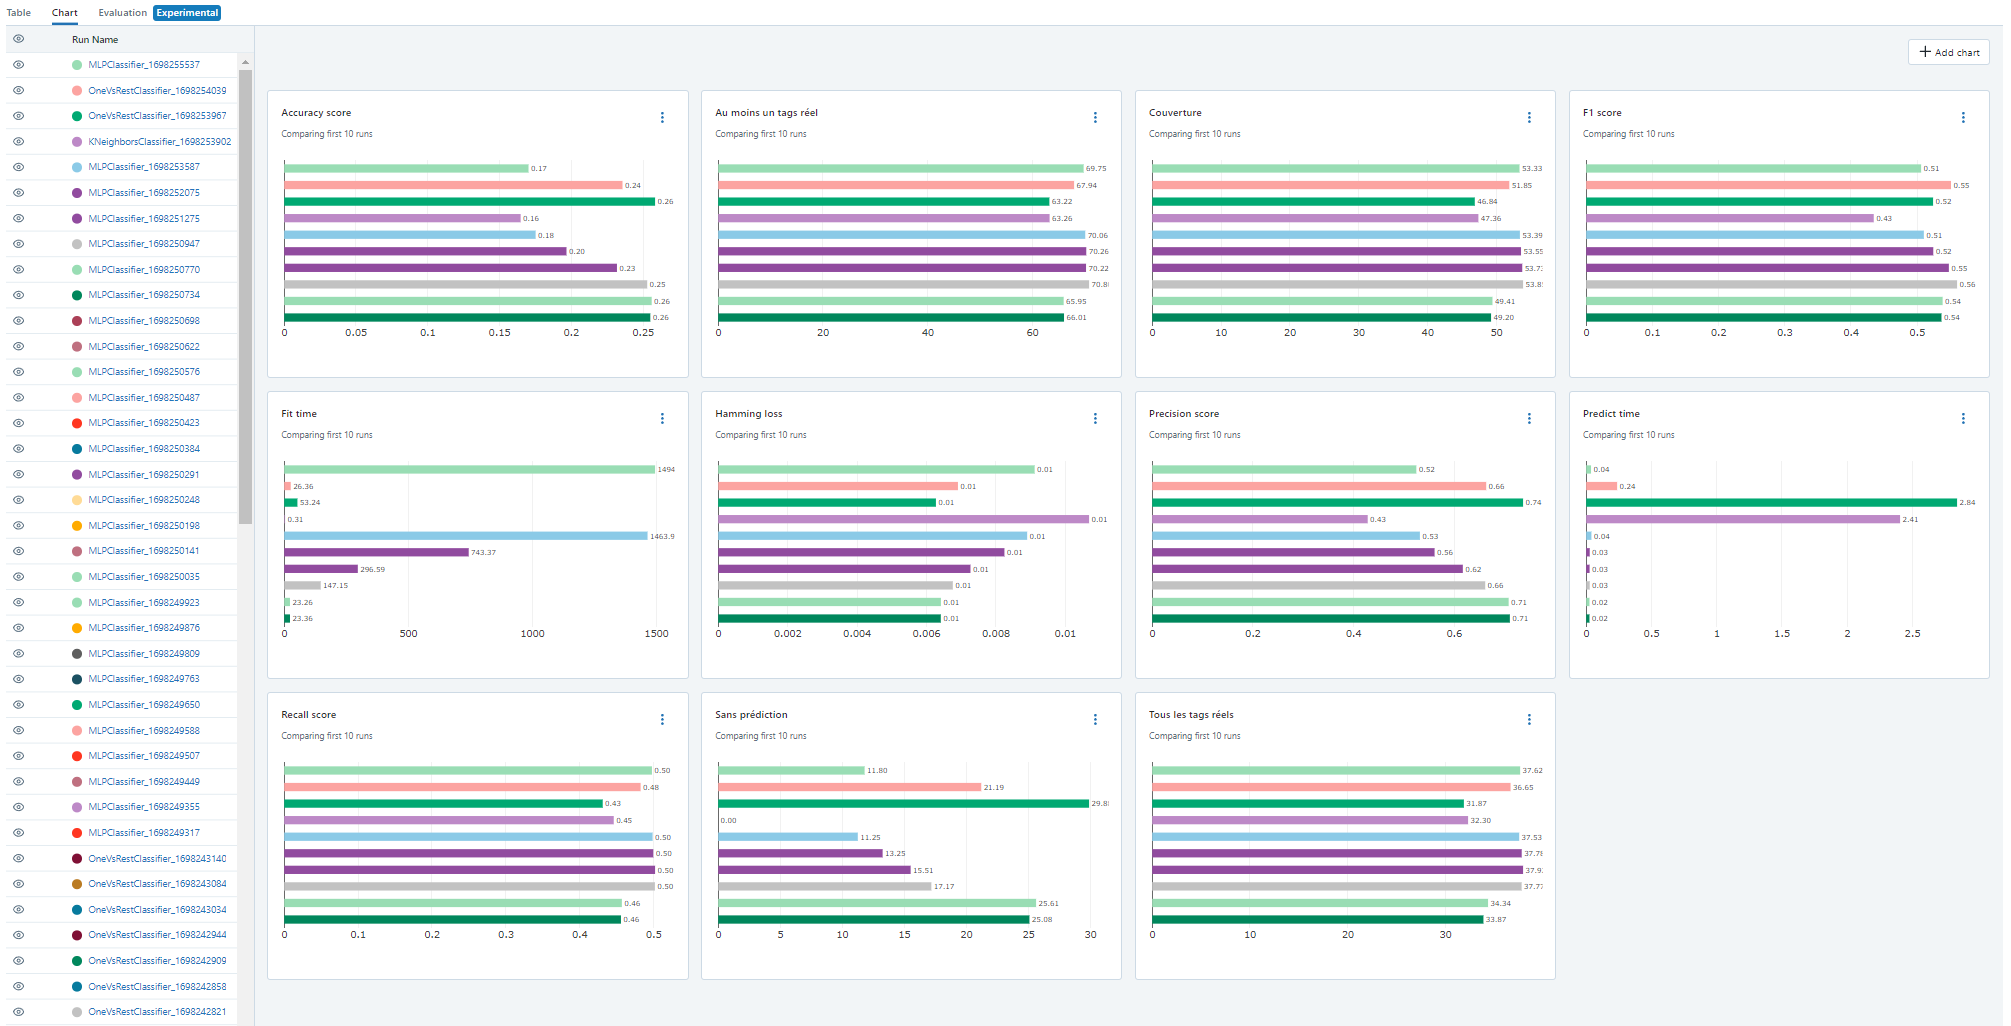 Table Chart Evaluation Experimental
Run Name
MLPClassifier_1698255537
OneVsRestClassifier_1698254039
OneVsRestClassifier_1698253967
KNeighborsClassifier_1698253902
MLPClassifier_1698253587
MLPClassifier_1698252075
MLPClassifier_1698251275
MLPClassifier_1698250947
MLPClassifier_1698250770
MLPClassifier_1698250734
MLPClassifier_1698250698
MLPClassifier_1698250622
MLPClassifier_1698250576
MLPClassifier_1698250487
MLPClassifier_1698250423
MLPClassifier_1698250384
MLPClassifier_1698250291
MLPClassifier_1698250248
MLPClassifier_1698250198
MLPClassifier_1698250141
MLPClassifier_1698250035
MLPClassifier_1698249923
MLPClassifier_1698249876
MLPClassifier_1698249809
MLPClassifier_1698249763
MLPClassifier_1698249650
MLPClassifier_1698249588
MLPClassifier_1698249507
MLPClassifier_1698249449
MLPClassifier_1698249355
MLPClassifier_1698249317
OneVsRestClassifier_1698243140
OneVsRestClassifier_1698243084
OneVsRestClassifier_1698243034
OneVsRestClassifier_1698242944
OneVsRestClassifier_1698242909
OneVsRestClassifier_1698242858
OneVsRestClassifier_1698242821
+ Add chart
Accuracy score
Comparing first 10 runs
0.17
0.24
0.26
0.16
0.18
0.20
0.23
0.25
0.26
0.26
0 0.05 0.1 0.15 0.2 0.25
Au moins un tags réel
Comparing first 10 runs
69.75
67.94
63.22
63.26
70.06
70.26
70.22
70.8
65.95
66.01
0 20 40 60
Couverture
Comparing first 10 runs
53.33
51.85
46.84
47.36
53.39
53.55
53.7
53.8
49.41
49.20
0 10 20 30 40 50
F1 score
Comparing first 10 runs
0.51
0.55
0.52
0.43
0.51
0.52
0.55
0.56
0.54
0.54
0 0.1 0.2 0.3 0.4 0.5
Fit time
Comparing first 10 runs
1494
26.36
53.24
0.31
1463.9
743.37
296.59
147.15
23.26
23.36
0 500 1000 1500
Hamming loss
Comparing first 10 runs
0.01
0.01
0.01
0.01
0.01
0.01
0.01
0.01
0.01
0.01
0 0.002 0.004 0.006 0.008 0.01
Precision score
Comparing first 10 runs
0.52
0.66
0.74
0.43
0.53
0.56
0.62
0.66
0.71
0.71
0 0.2 0.4 0.6
Predict time
Comparing first 10 runs
0.04
0.24
2.84
2.41
0.04
0.03
0.03
0.03
0.02
0.02
0 0.5 1 1.5 2 2.5
Recall score
Comparing first 10 runs
0.50
0.48
0.43
0.45
0.50
0.50
0.50
0.50
0.46
0.46
0 0.1 0.2 0.3 0.4 0.5
Sans prédiction
Comparing first 10 runs
11.80
21.19
29.8
0.00
11.25
13.25
15.51
17.17
25.61
25.08
0 5 10 15 20 25 30
Tous les tags réels
Comparing first 10 runs
37.62
36.65
31.87
32.30
37.53
37.78
37.9
37.77
34.34
33.87
0 10 20 30